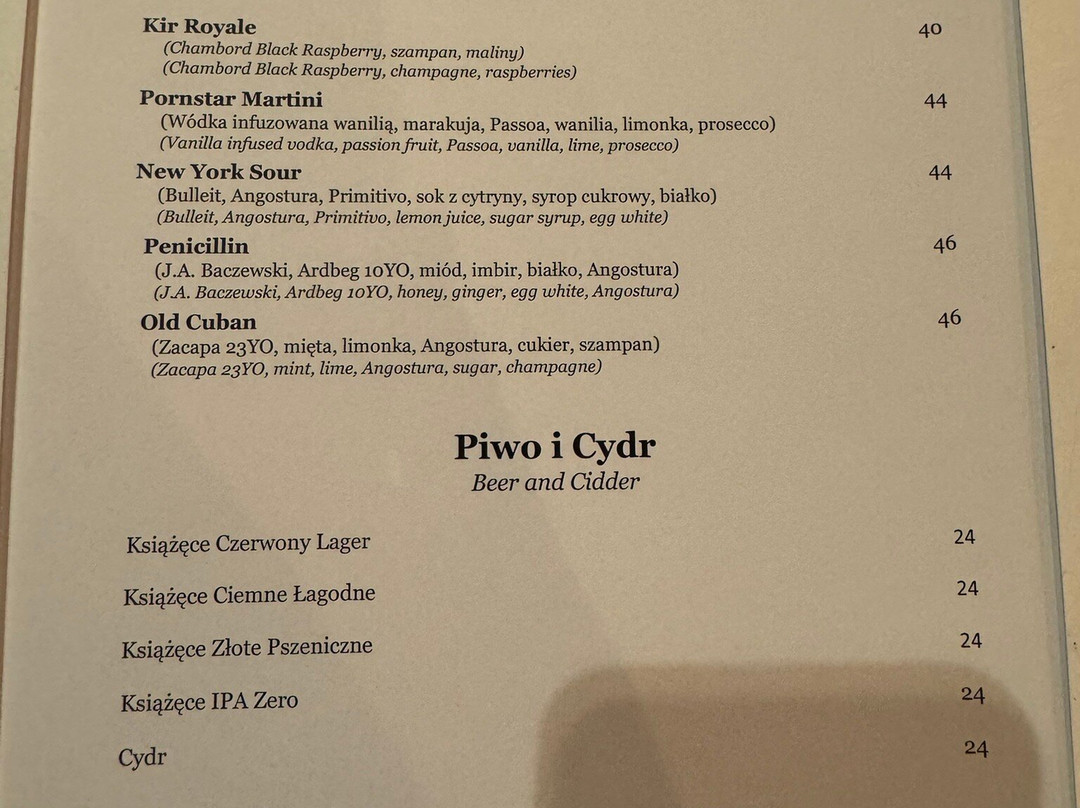 Kir Royale 40
(Chambord Black Raspberry, szampan, maliny)
(Chambord Black Raspberry, champagne, raspberries)
Pornstar Martini 44
(Wódka infuzowana wanilią, marakuja, Passoa, wanilia, limonka, prosecco)
(Vanilla infused vodka, passion fruit, Passoa, vanilla, lime, prosecco)
New York Sour 44
(Bulleit, Angostura, Primitivo, sok z cytryny, syrop cukrowy, białko)
(Bulleit, Angostura, Primitivo, lemon juice, sugar syrup, egg white)
Penicillin 46
(J.A. Baczewski, Ardbeg 10YO, miód, imbir, białko, Angostura)
(J.A. Baczewski, Ardbeg 10YO, honey, ginger, egg white, Angostura)
Old Cuban 46
(Zacapa 23YO, mięta, limonka, Angostura, cukier, szampan)
(Zacapa 23YO, mint, lime, Angostura, sugar, champagne)
Piwo i Cydr
Beer and Cidder
Książęce Czerwony Lager 24
Książęce Ciemne Łagodne 24
Książęce Złote Pszeniczne 24
Książęce IPA Zero 24
Cydr 24